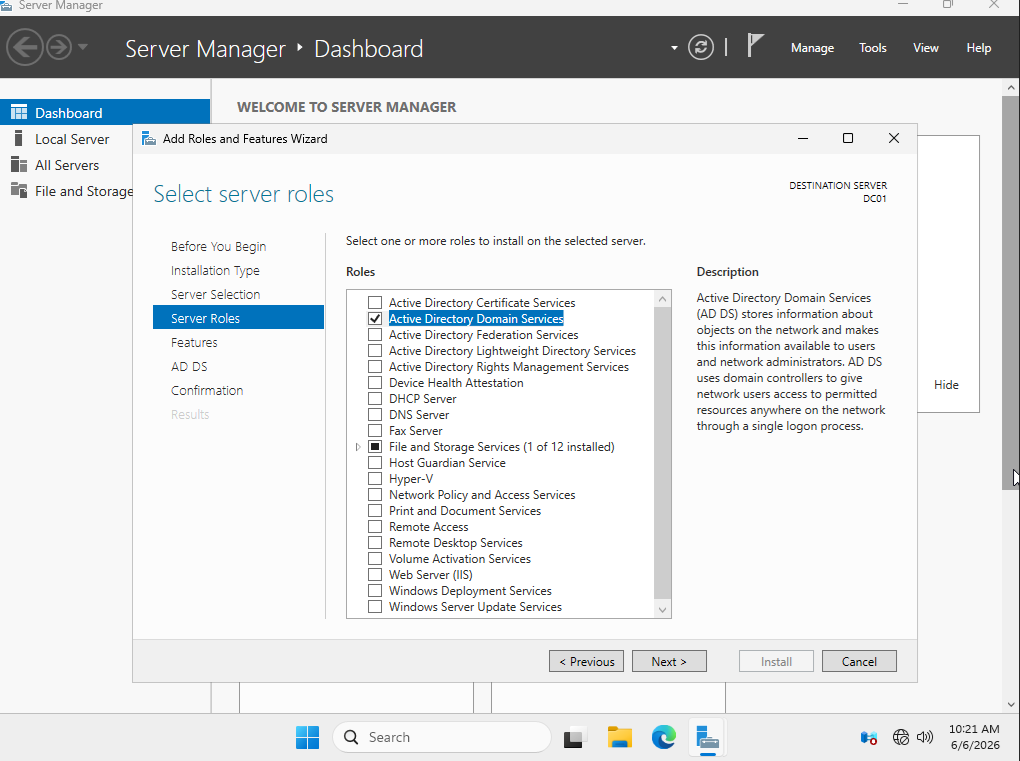 Server Manager
Server Manager ‣ Dashboard
Manage
Tools
View
Help
Dashboard
Local Server
All Servers
File and Storage
WELCOME TO SERVER MANAGER
Add Roles and Features Wizard
Select server roles
DESTINATION SERVER
DC01
Before You Begin
Installation Type
Server Selection
Server Roles
Features
AD DS
Confirmation
Results
Select one or more roles to install on the selected server.
Roles
Active Directory Certificate Services
Active Directory Domain Services
Active Directory Federation Services
Active Directory Lightweight Directory Services
Active Directory Rights Management Services
Device Health Attestation
DHCP Server
DNS Server
Fax Server
File and Storage Services (1 of 12 installed)
Host Guardian Service
Hyper-V
Network Policy and Access Services
Print and Document Services
Remote Access
Remote Desktop Services
Volume Activation Services
Web Server (IIS)
Windows Deployment Services
Windows Server Update Services
Description
Active Directory Domain Services
(AD DS) stores information about
objects on the network and makes
this information available to users
and network administrators. AD DS
uses domain controllers to give
network users access to permitted
resources anywhere on the network
through a single logon process.
Hide
< Previous
Next >
Install
Cancel
Search
10:21 AM
6/6/2026